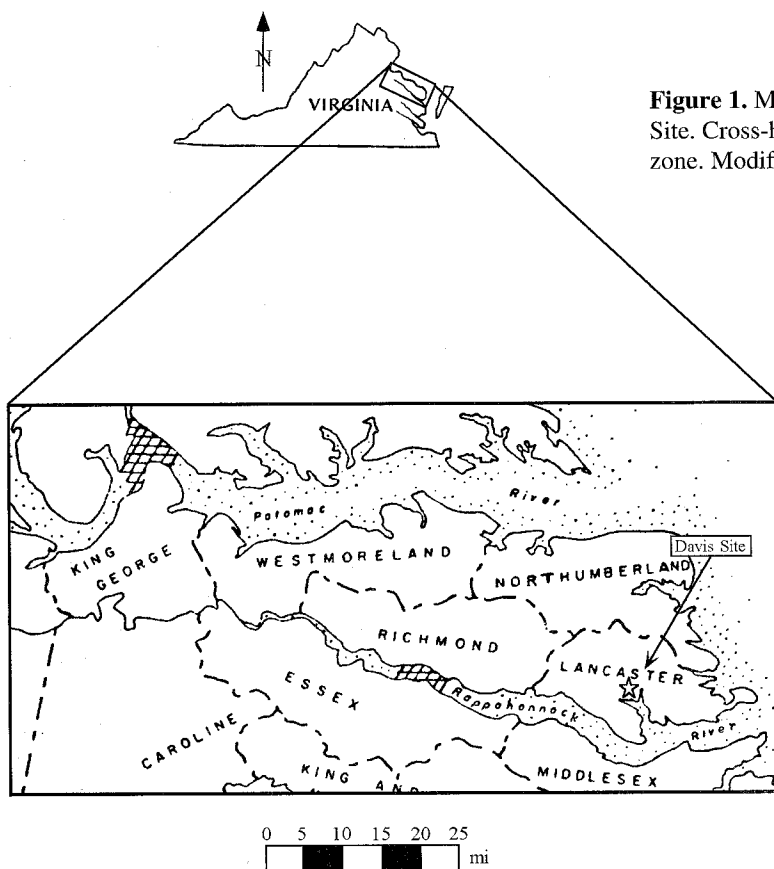 N
VIRGINIA
Figure 1. M
Site. Cross-h
zone. Modif
Potomac River
Davis Site
KING GEORGE
WESTMORELAND
NORTHUMBERLAND
RICHMOND
LANCASTER
ESSEX
Rappahannock River
CAROLINE
KING AND
MIDDLESEX
0 5 10 15 20 25
mi